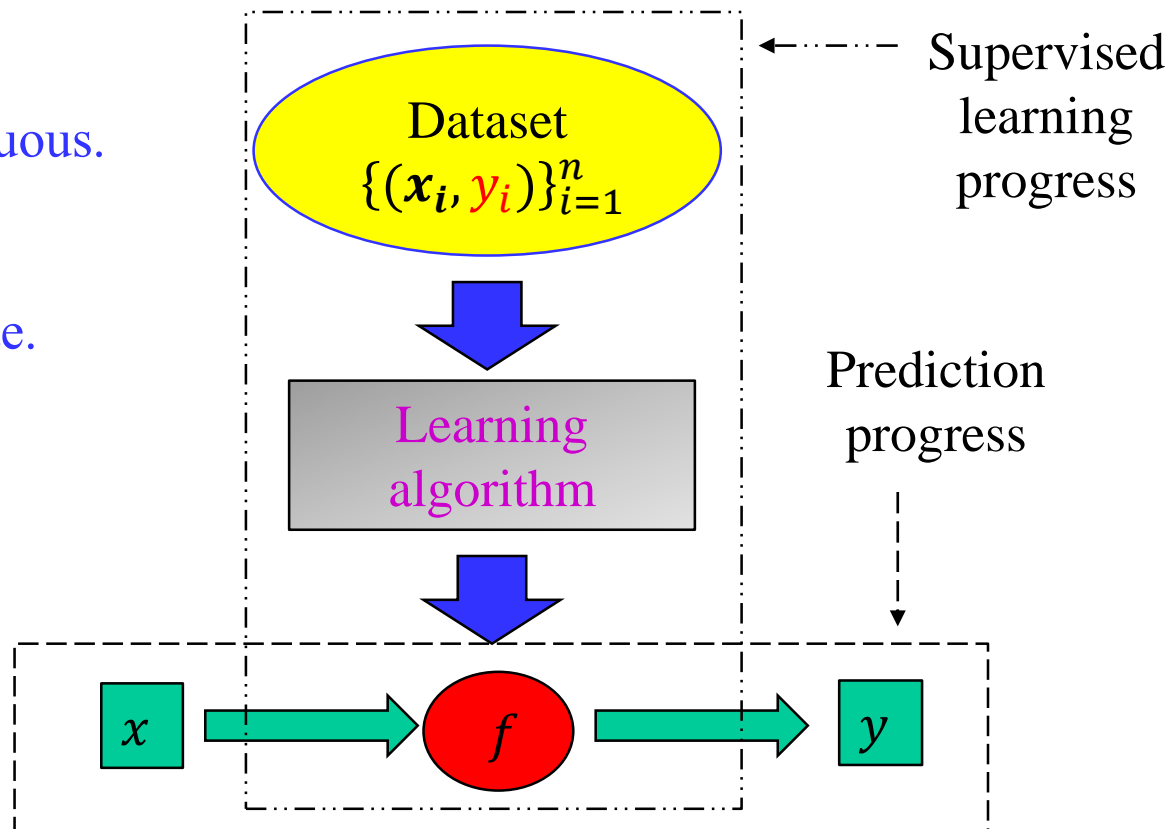 Supervised
learning
progress
Dataset
{(𝒙ᵢ, yᵢ)}ⁿᵢ₌₁
uous.
e.
Prediction
progress
Learning
algorithm
x
f
y